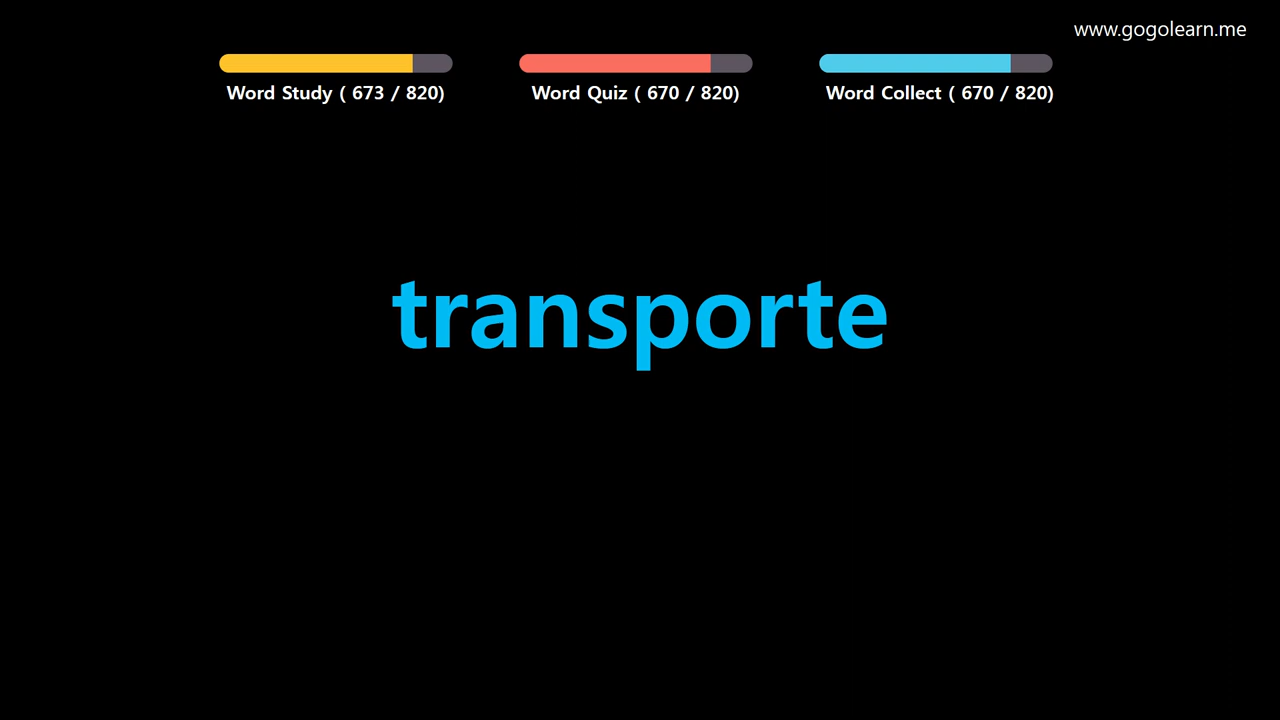 www.gogolearn.me
Word Study ( 673 / 820)
Word Quiz ( 670 / 820)
Word Collect ( 670 / 820)
transporte